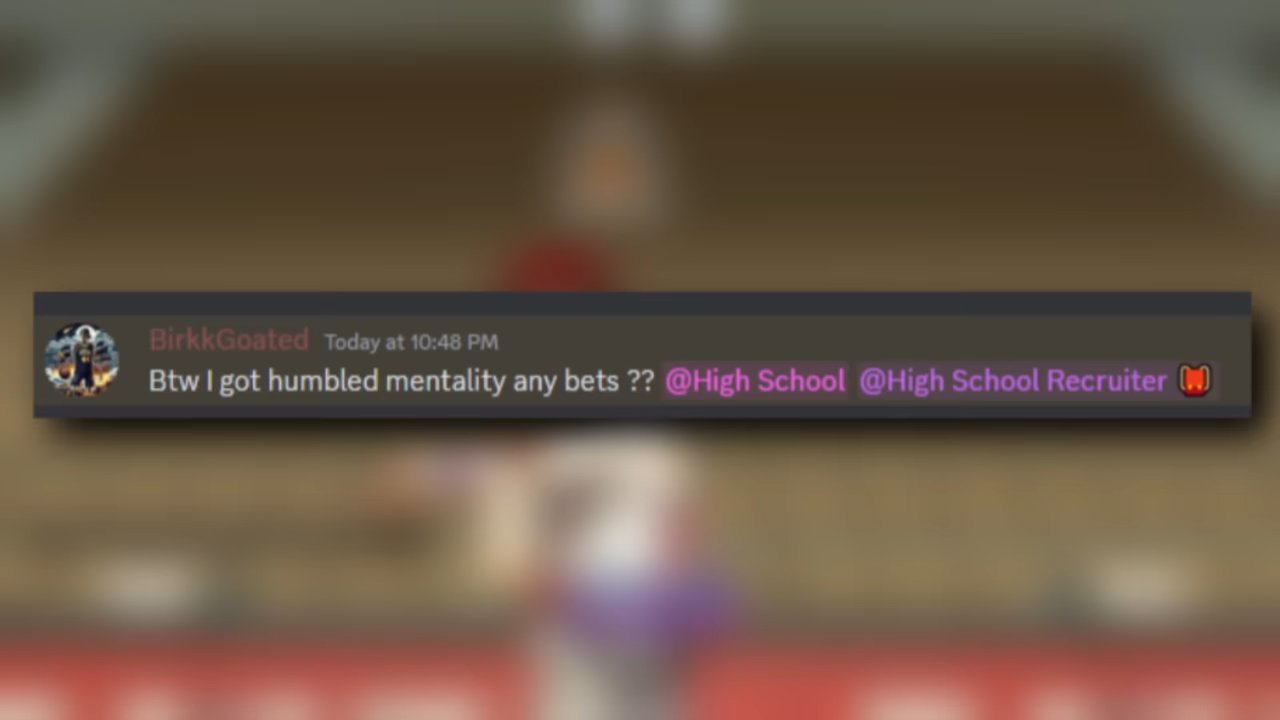 BirkkGoated Today at 10:48 PM
Btw I got humbled mentality any bets ?? @High School @High School Recruiter